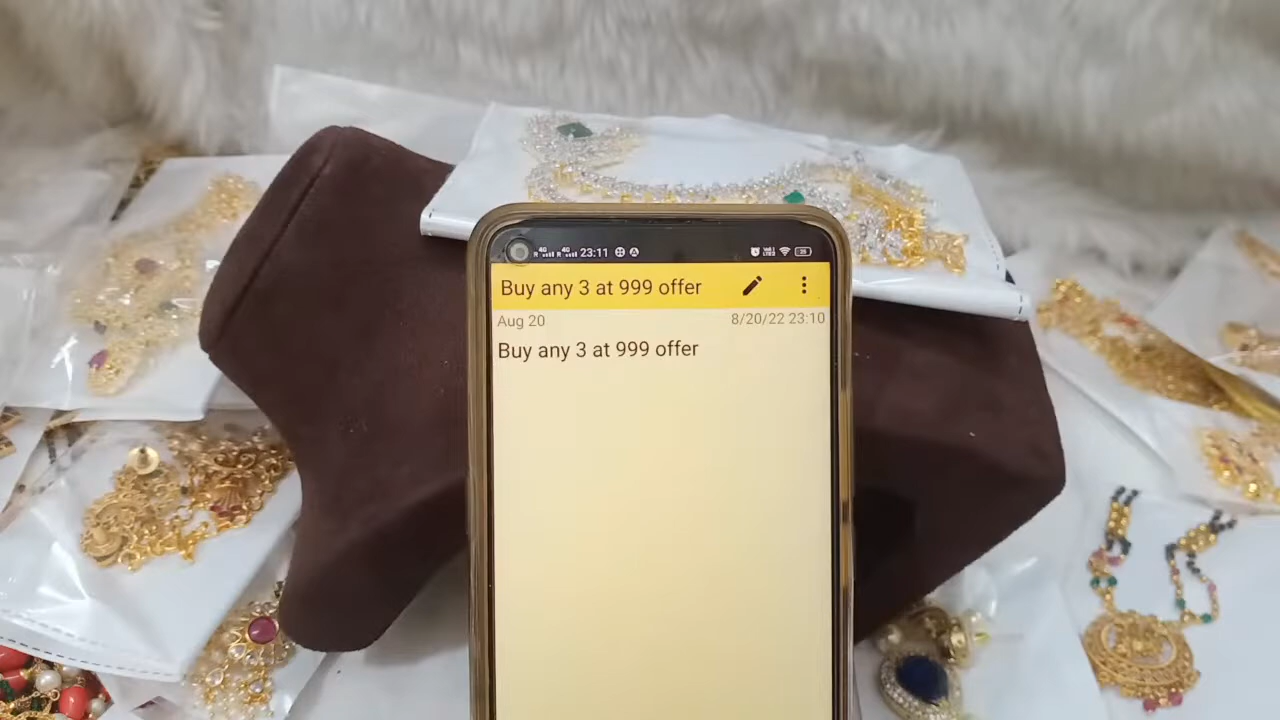 23:11
Buy any 3 at 999 offer
Aug 20 8/20/22 23:10
Buy any 3 at 999 offer